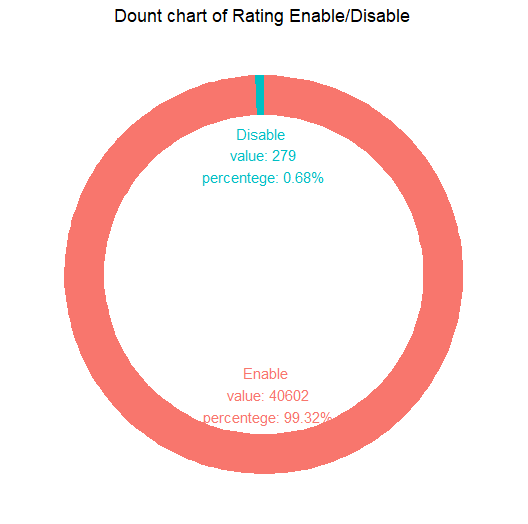 Dount chart of Rating Enable/Disable
Disable
value: 279
percentege: 0.68%
Enable
value: 40602
percentege: 99.32%